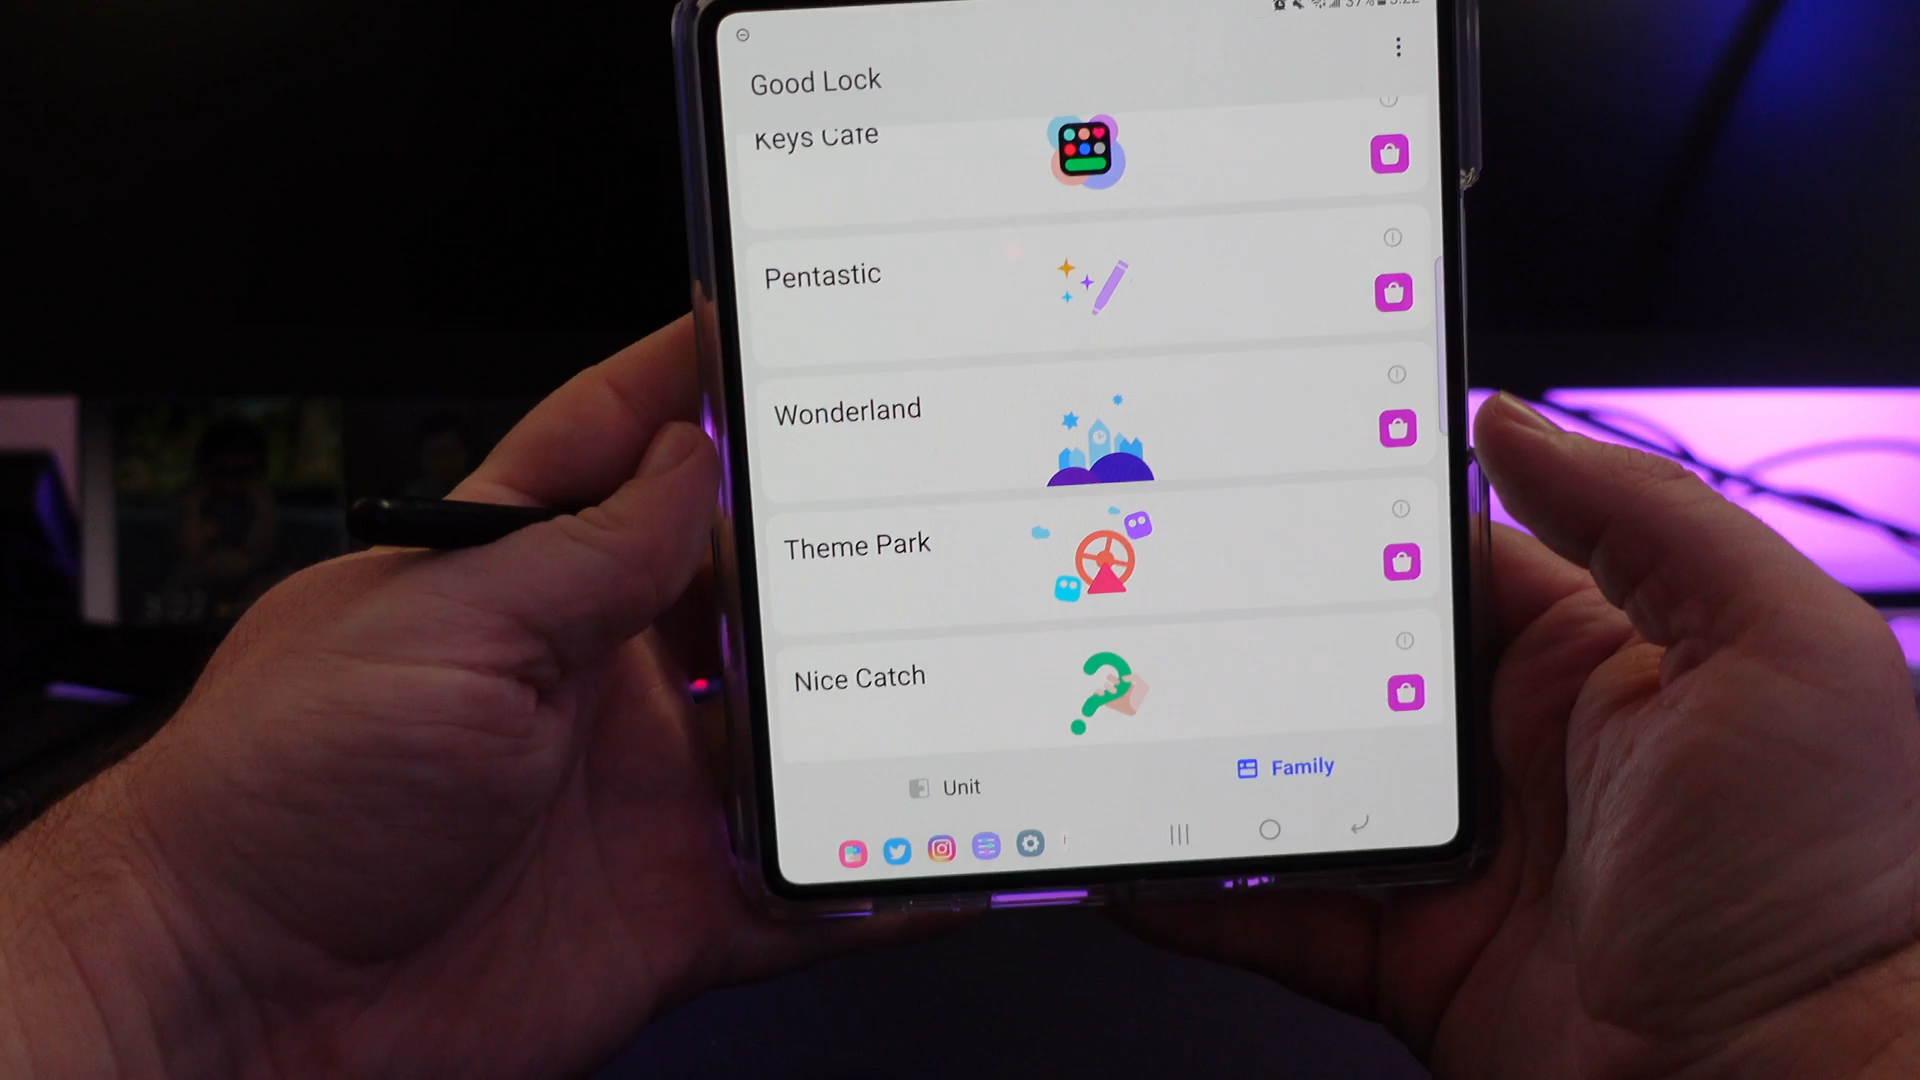 Good Lock
Keys Cafe
Pentastic
Wonderland
Theme Park
Nice Catch
Unit
Family